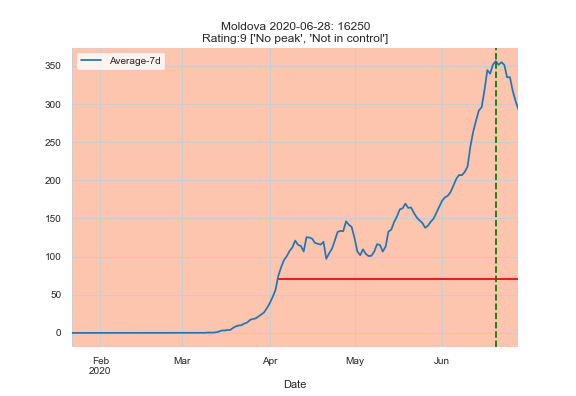 Moldova 2020-06-28: 16250
Rating:9 ['No peak', 'Not in control']
Average-7d
350
300
250
200
150
100
50
0
Feb
2020
Mar
Apr
May
Jun
Date